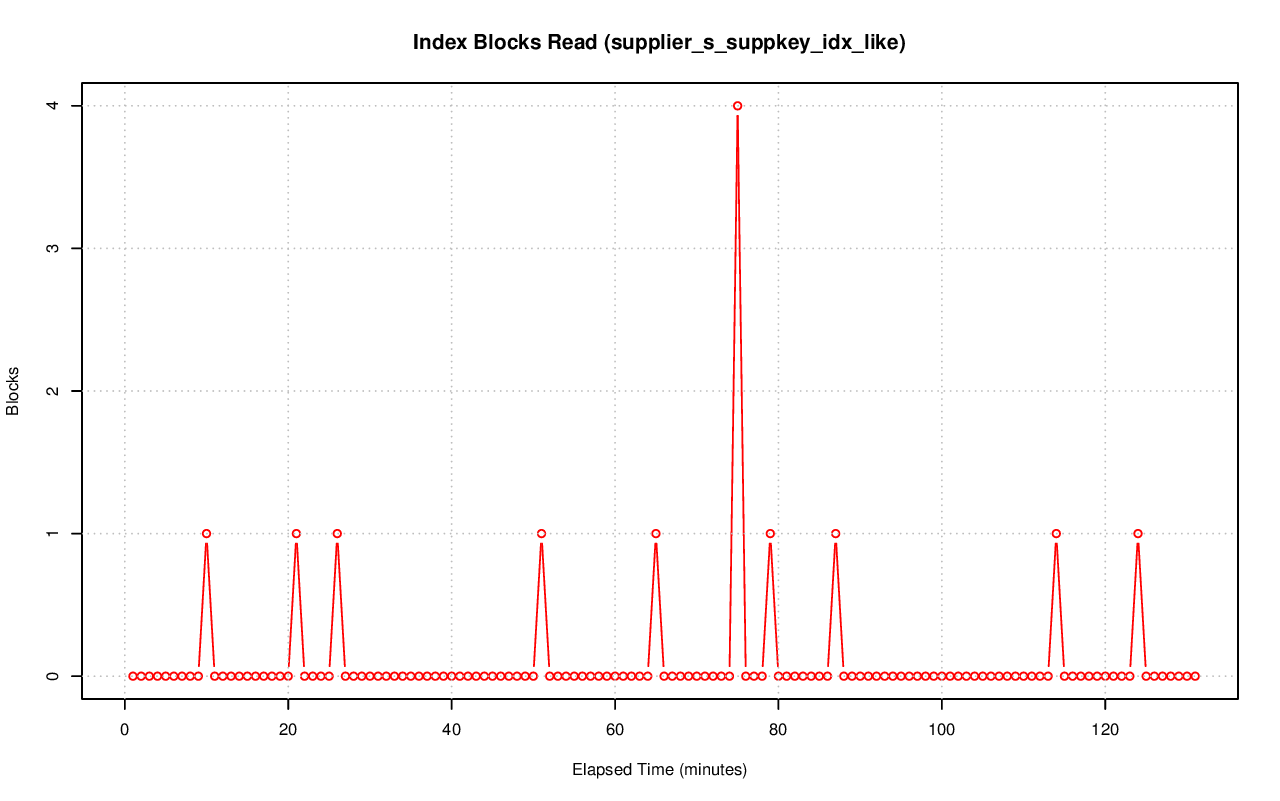 Index Blocks Read (supplier_s_suppkey_idx_like)
4
3
2
1
0
Blocks
0 20 40 60 80 100 120
Elapsed Time (minutes)